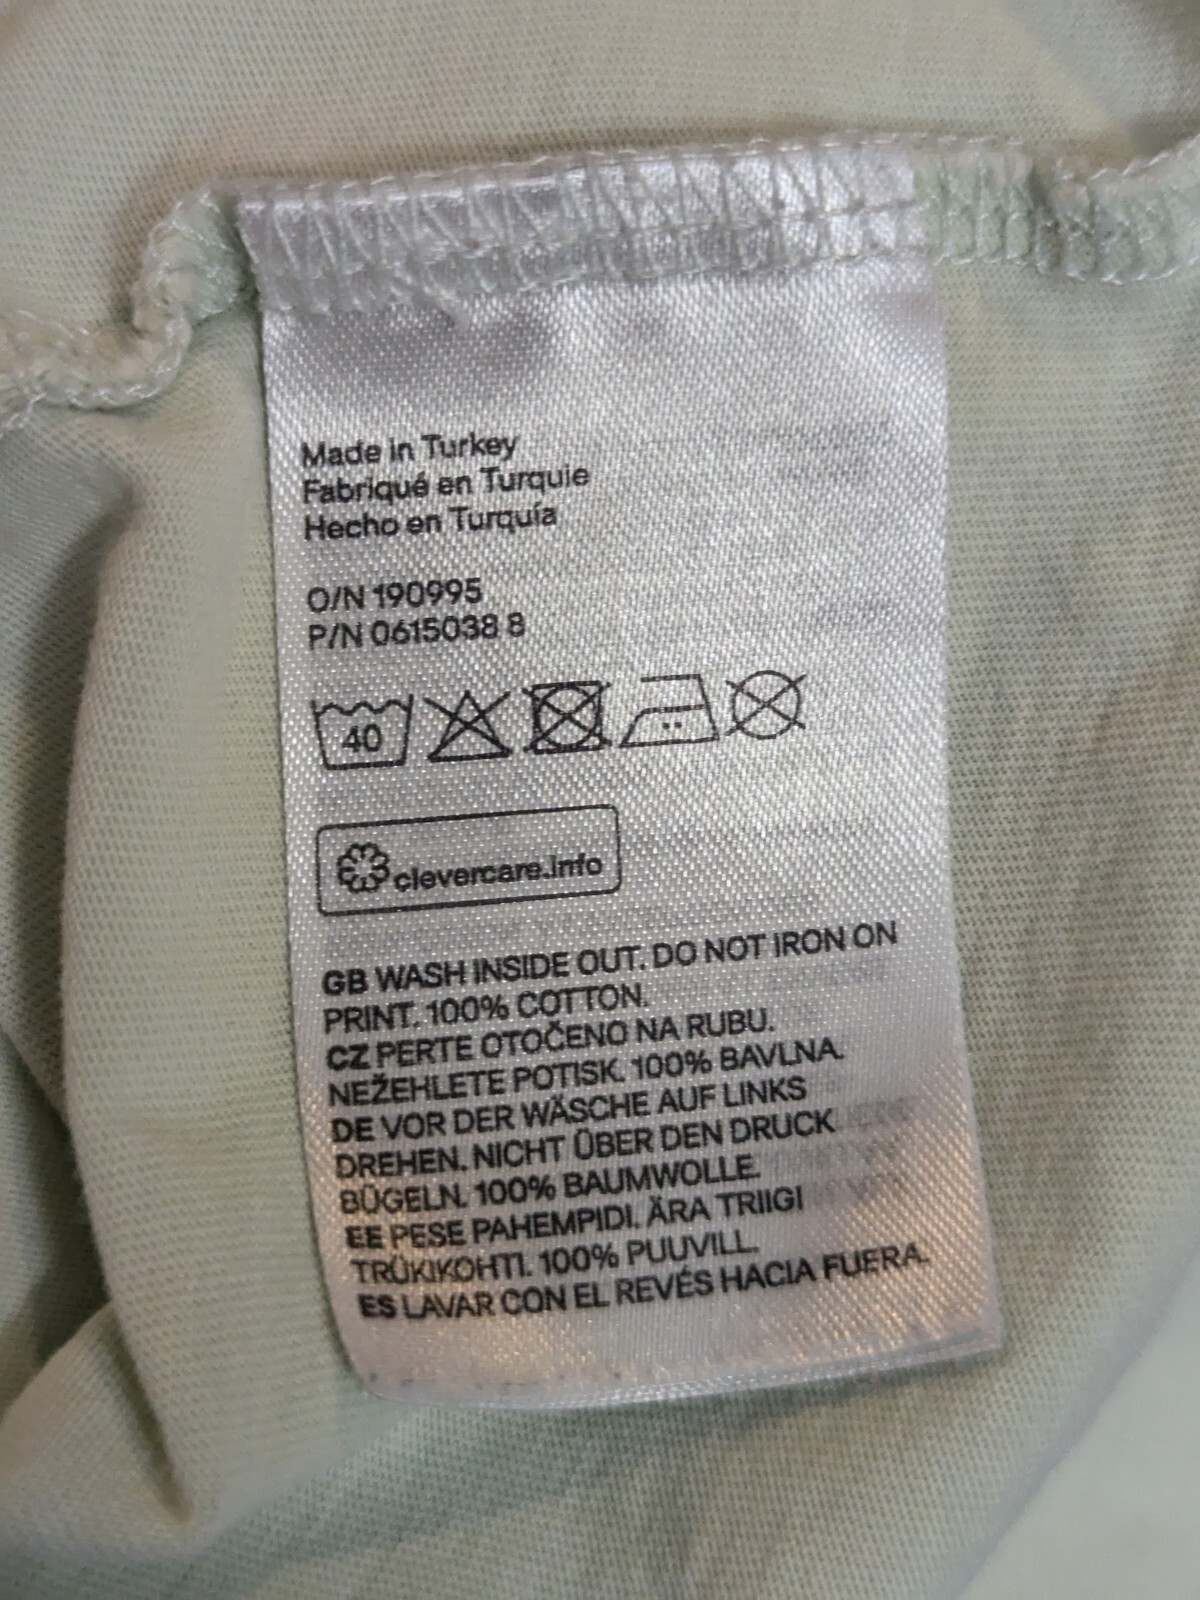 Made in Turkey
Fabriqué en Turquie
Hecho en Turquía
O/N 190995
P/N 0615038 8
40
clevercare.info
GB WASH INSIDE OUT. DO NOT IRON ON
PRINT. 100% COTTON.
CZ PERTE OTOČENO NA RUBU.
NEŽEHLETE POTISK. 100% BAVLNA.
DE VOR DER WÄSCHE AUF LINKS
DREHEN. NICHT ÜBER DEN DRUCK
BÜGELN. 100% BAUMWOLLE.
EE PESE PAHEMPIDI. ÄRA TRIIGI
TRÜKIKOHTI. 100% PUUVILL.
ES LAVAR CON EL REVÉS HACIA FUERA.